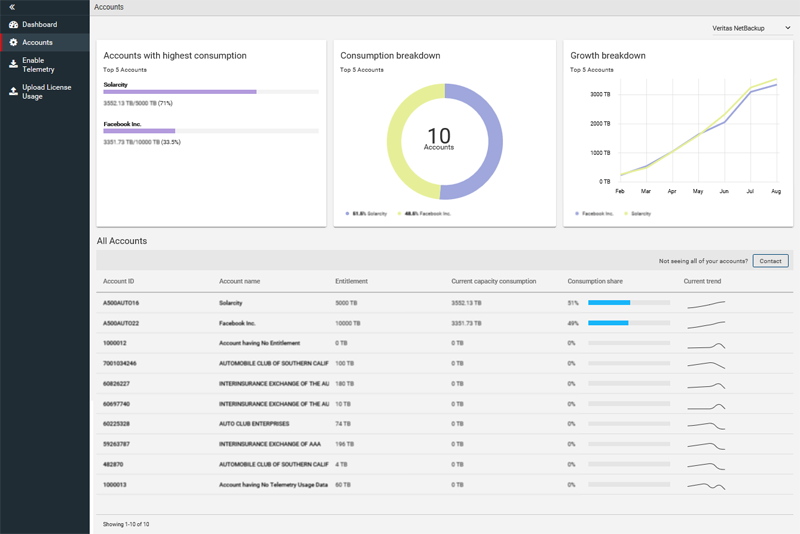 «
Accounts
Dashboard
Accounts
Enable
Telemetry
Upload License
Usage
Veritas NetBackup
Accounts with highest consumption
Top 5 Accounts
Solarcity
3552.13 TB/5000 TB (71%)
Facebook Inc.
3351.73 TB/10000 TB (33.5%)
Consumption breakdown
Top 5 Accounts
10
Accounts
51.5% Solarcity
48.5% Facebook Inc.
Growth breakdown
Top 5 Accounts
3000 TB
2000 TB
1000 TB
0 TB
Feb Mar Apr May Jun Jul Aug
Facebook Inc. Solarcity
All Accounts
Not seeing all of your accounts? Contact
Account ID Account name Entitlement Current capacity consumption Consumption share Current trend
A500AUTO16 Solarcity 5000 TB 3552.13 TB 51%
A500AUTO22 Facebook Inc. 10000 TB 3351.73 TB 49%
1000012 Account having No Entitlement 0 TB 0 TB 0%
7001034246 AUTOMOBILE CLUB OF SOUTHERN CALIF 100 TB 0 TB 0%
60826227 INTERINSURANCE EXCHANGE OF THE AU 180 TB 0 TB 0%
60697740 INTERINSURANCE EXCHANGE OF THE AU 10 TB 0 TB 0%
60225328 AUTO CLUB ENTERPRISES 74 TB 0 TB 0%
59263787 INTERINSURANCE EXCHANGE OF AAA 196 TB 0 TB 0%
482870 AUTOMOBILE CLUB OF SOUTHERN CALIF 4 TB 0 TB 0%
1000013 Account having No Telemetry Usage Data 60 TB 0 TB 0%
Showing 1-10 of 10